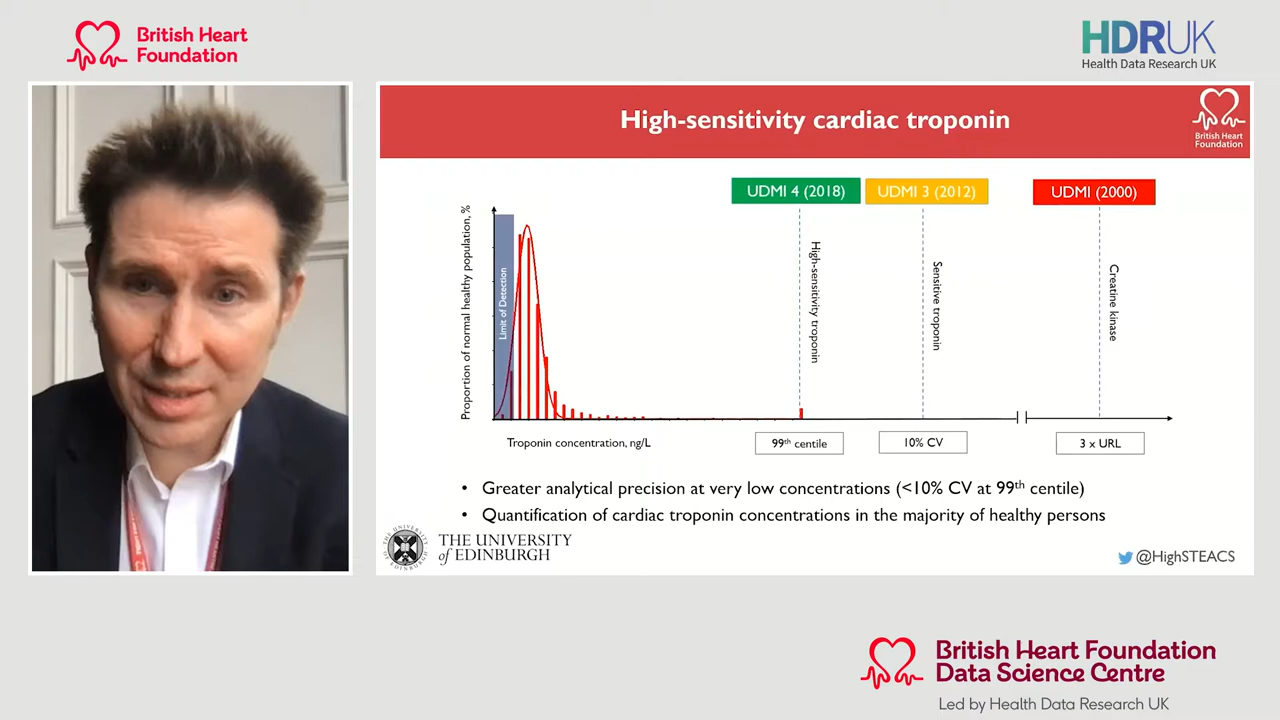 British Heart
Foundation
HDRUK
Health Data Research UK
High-sensitivity cardiac troponin
British Heart
Foundation
UDMI 4 (2018)
UDMI 3 (2012)
UDMI (2000)
Proportion of normal healthy population, %
Limit of Detection
High-sensitivity troponin
Sensitive troponin
Creatine kinase
Troponin concentration, ng/L
99th centile
10% CV
3 x URL
• Greater analytical precision at very low concentrations (<10% CV at 99th centile)
• Quantification of cardiac troponin concentrations in the majority of healthy persons
THE UNIVERSITY
of EDINBURGH
@HighSTEACS
British Heart Foundation
Data Science Centre
Led by Health Data Research UK